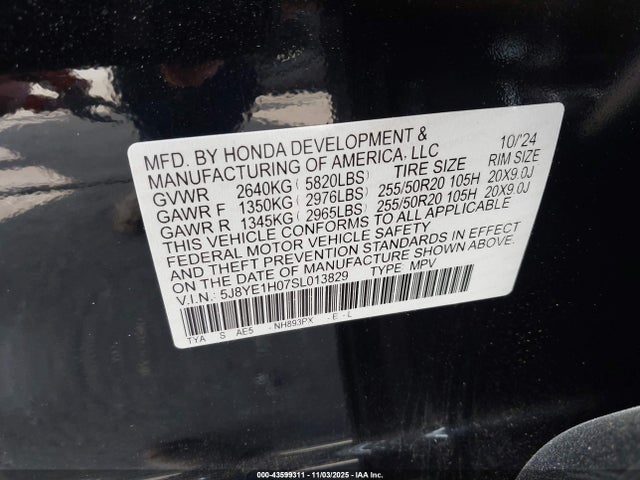 MFD. BY HONDA DEVELOPMENT & 10/'24
MANUFACTURING OF AMERICA, LLC
GVWR 2640KG ( 5820LBS) TIRE SIZE RIM SIZE
GAWR F 1350KG ( 2976LBS) 255/50R20 105H 20X9.0J
GAWR R 1345KG ( 2965LBS) 255/50R20 105H 20X9.0J
THIS VEHICLE CONFORMS TO ALL APPLICABLE
FEDERAL MOTOR VEHICLE SAFETY
AND THEFT PREVENTION STANDARDS IN EFFECT
ON THE DATE OF MANUFACTURE SHOWN ABOVE.
V.I.N.: 5J8YE1H07SL013829 TYPE MPV
TYA S AE5 - NH893PX - E - L
000-43599311 - 11/03/2025 - IAA Inc.